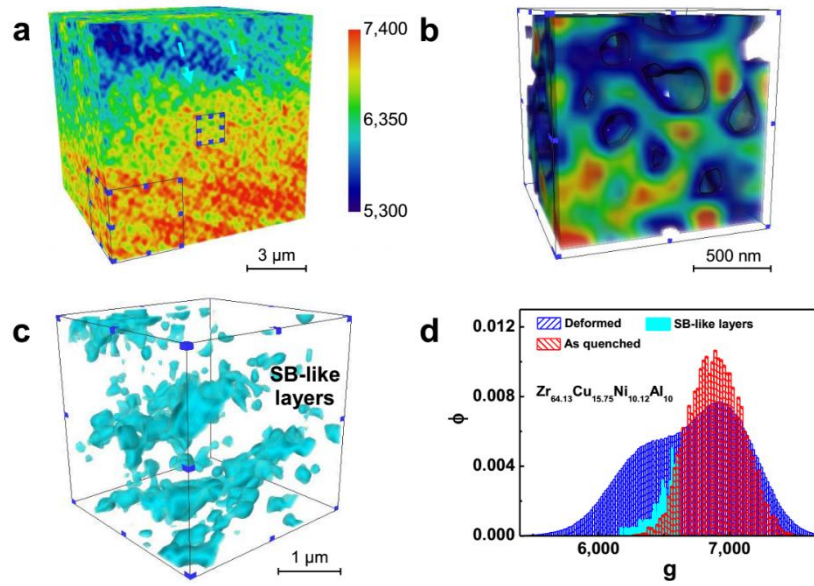 a
7,400
6,350
5,300
3 μm
b
500 nm
c
SB-like
layers
1 μm
d
0.012
0.008
0.004
0.000
ϕ
Deformed
SB-like layers
As quenched
Zr64.13Cu15.75Ni10.12Al10
6,000
7,000
g